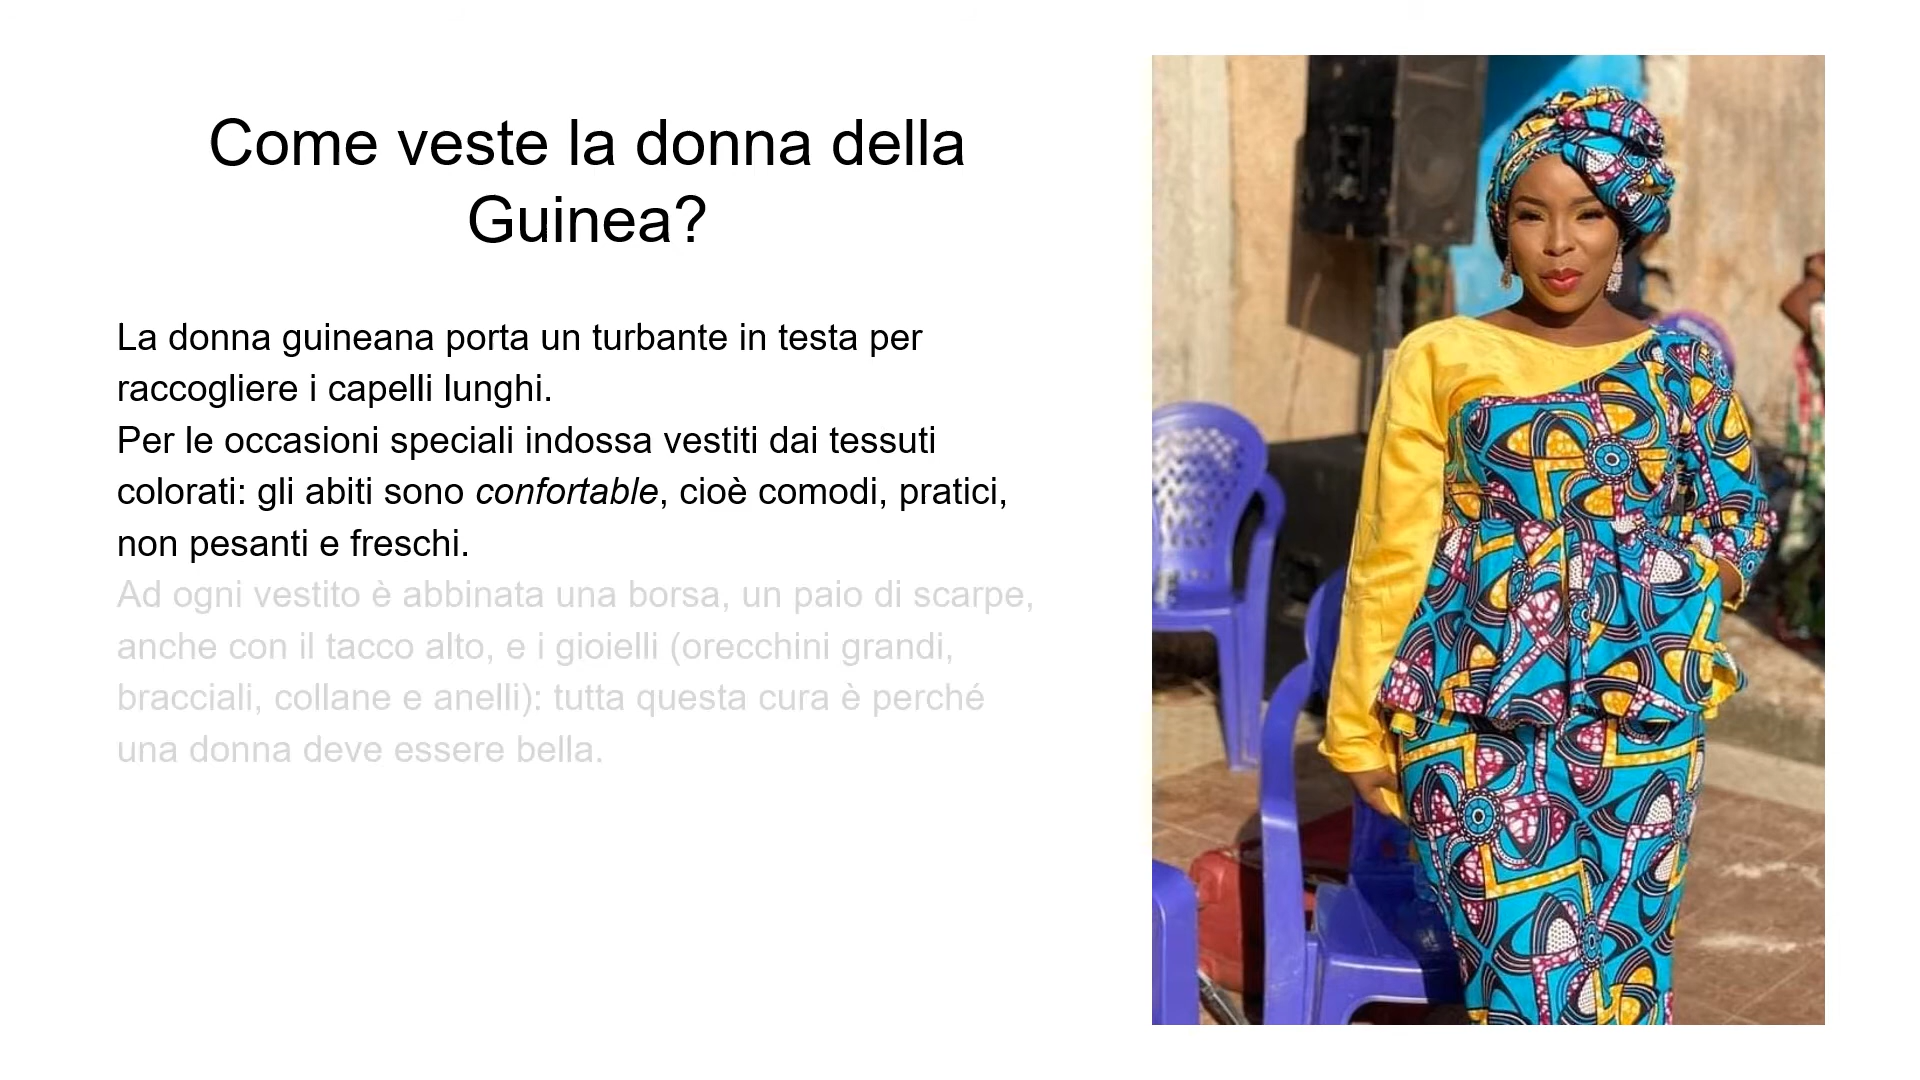 Come veste la donna della
Guinea?
La donna guineana porta un turbante in testa per
raccogliere i capelli lunghi.
Per le occasioni speciali indossa vestiti dai tessuti
colorati: gli abiti sono confortable, cioè comodi, pratici,
non pesanti e freschi.
Ad ogni vestito è abbinata una borsa, un paio di scarpe,
anche con il tacco alto, e i gioielli (orecchini grandi,
bracciali, collane e anelli): tutta questa cura è perché
una donna deve essere bella.